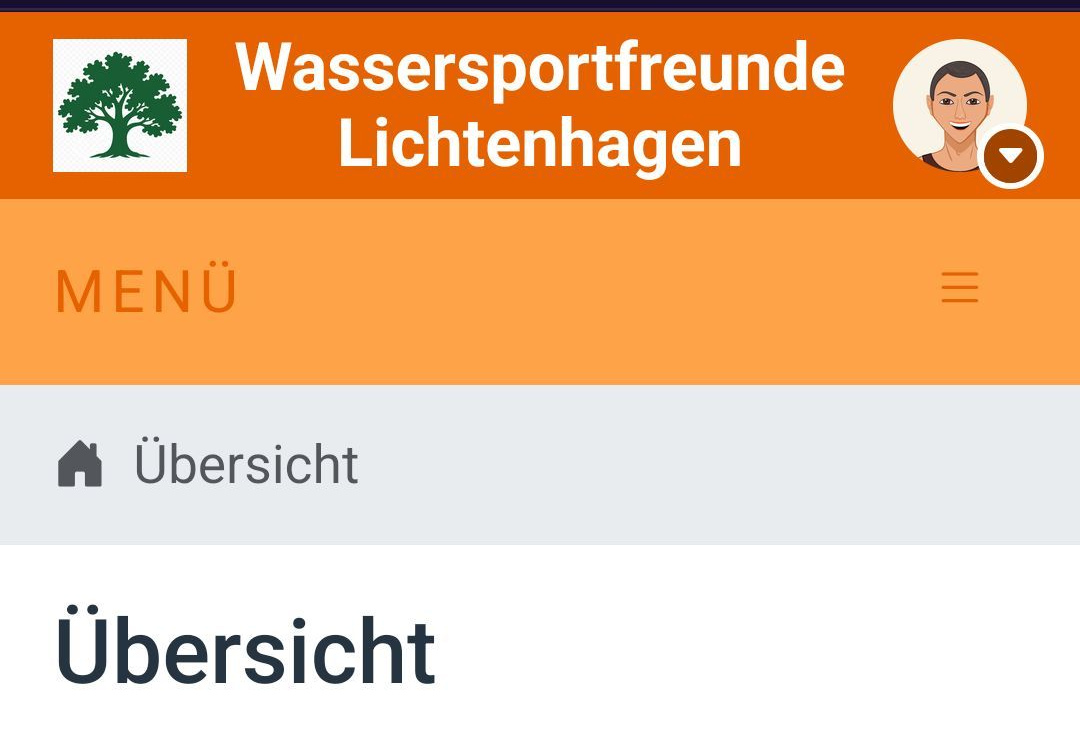 Wassersportfreunde
Lichtenhagen
MENÜ
Übersicht
Übersicht